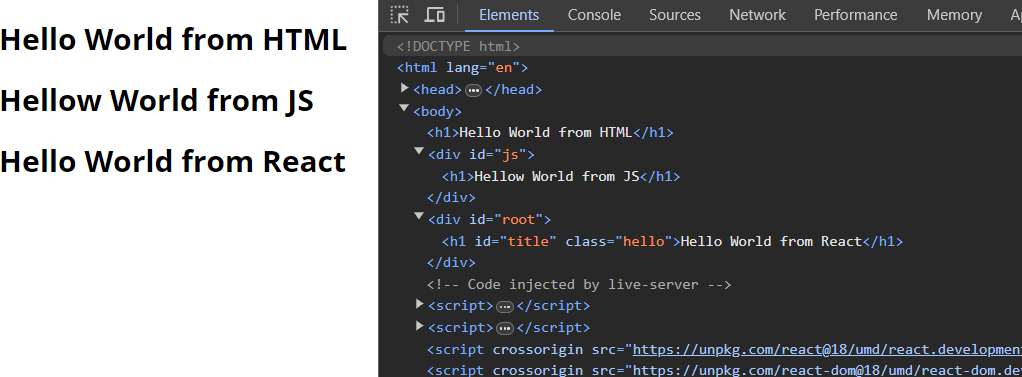 Hello World from HTML
Hellow World from JS
Hello World from React
Elements Console Sources Network Performance Memory A
<!DOCTYPE html>
<html lang="en">
<head> ••• </head>
<body>
<h1>Hello World from HTML</h1>
<div id="js">
<h1>Hellow World from JS</h1>
</div>
<div id="root">
<h1 id="title" class="hello">Hello World from React</h1>
</div>
<!-- Code injected by live-server -->
<script> ••• </script>
<script> ••• </script>
<script crossorigin src="https://unpkg.com/react@18/umd/react.development
<script crossorigin src="https://unpkg.com/react-dom@18/umd/react-dom.de